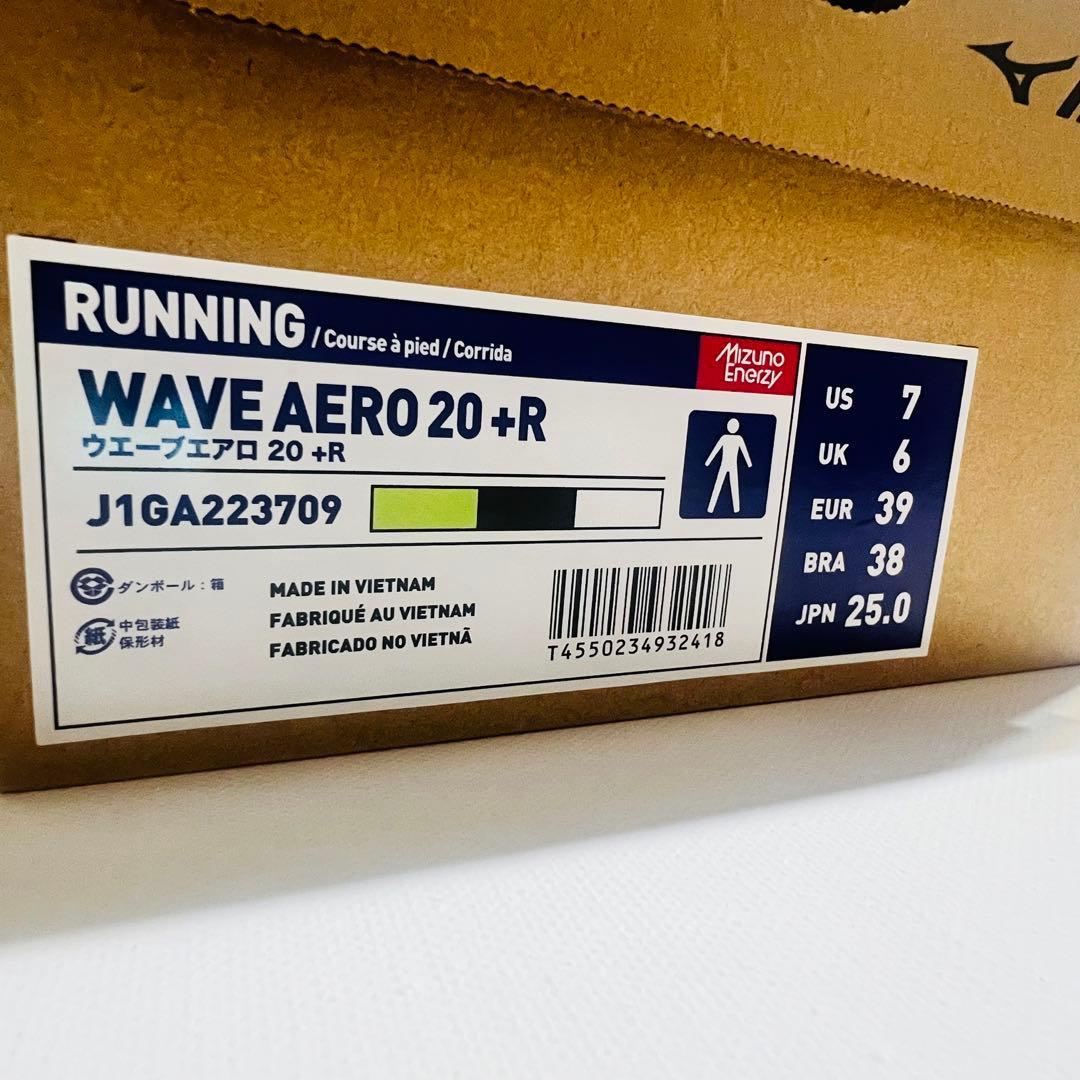 RUNNING / Course à pied / Corrida
Mizuno
Enerzy
WAVE AERO 20 +R
ウエーブエアロ 20 +R
J1GA223709
ダンボール：箱
紙 中包装紙
保形材
MADE IN VIETNAM
FABRIQUÉ AU VIETNAM
FABRICADO NO VIETNÃ
T4550234932418
US 7
UK 6
EUR 39
BRA 38
JPN 25.0